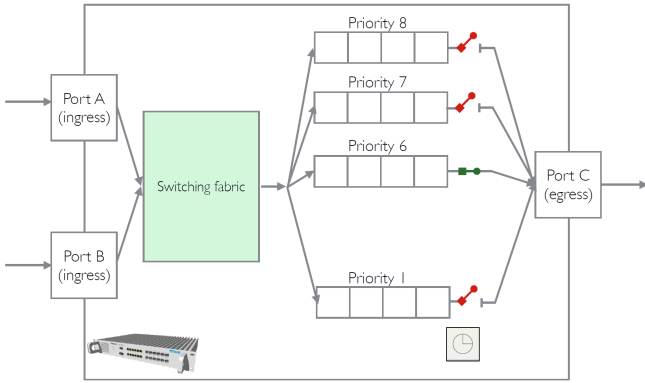 Priority 8
Priority 7
Port A
(ingress)
Priority 6
Switching fabric
Port C
(egress)
Port B
(ingress)
Priority 1